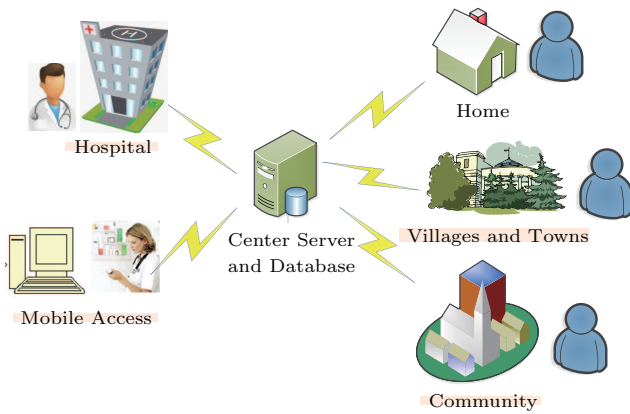 Home
Hospital
Center Server
and Database
Villages and Towns
Mobile Access
Community